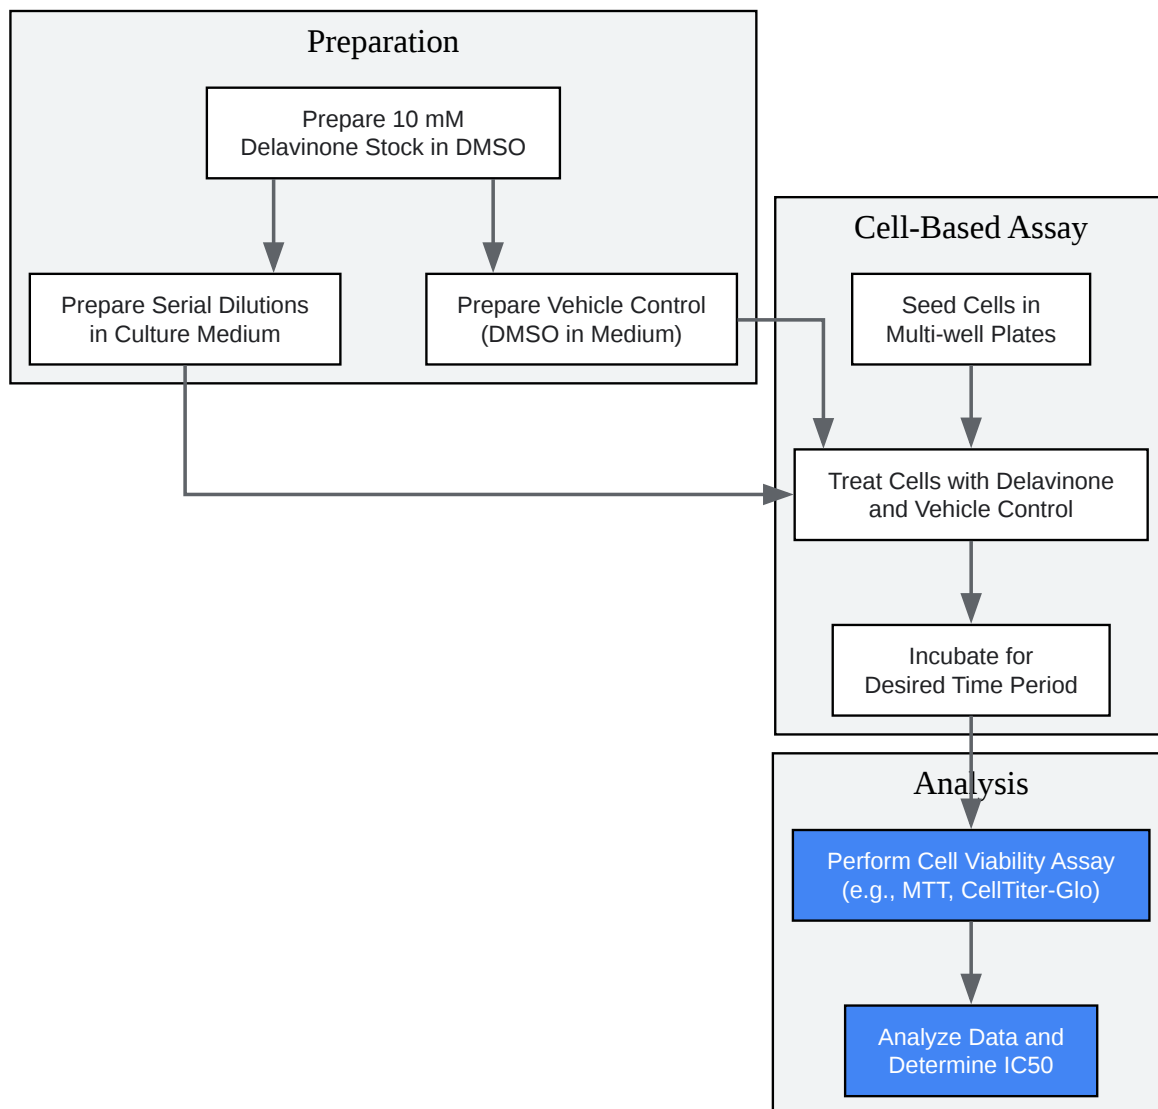 Preparation
Prepare 10 mM
Delavinone Stock in DMSO
Prepare Serial Dilutions
in Culture Medium
Prepare Vehicle Control
(DMSO in Medium)
Cell-Based Assay
Seed Cells in
Multi-well Plates
Treat Cells with Delavinone
and Vehicle Control
Incubate for
Desired Time Period
Analysis
Perform Cell Viability Assay
(e.g., MTT, CellTiter-Glo)
Analyze Data and
Determine IC50